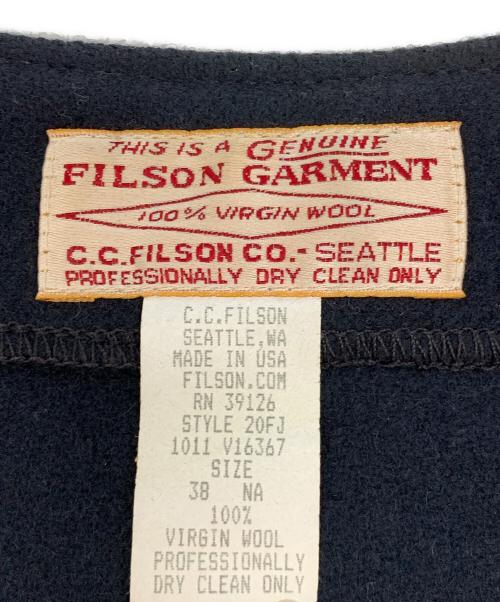 THIS IS A GENUINE
FILSON GARMENT
100% VIRGIN WOOL
C.C.FILSON CO.- SEATTLE
PROFESSIONALLY DRY CLEAN ONLY
C.C.FILSON
SEATTLE,WA
MADE IN USA
FILSON.COM
RN 39126
STYLE 20FJ
1011 V16367
SIZE
38 NA
100%
VIRGIN WOOL
PROFESSIONALLY
DRY CLEAN ONLY